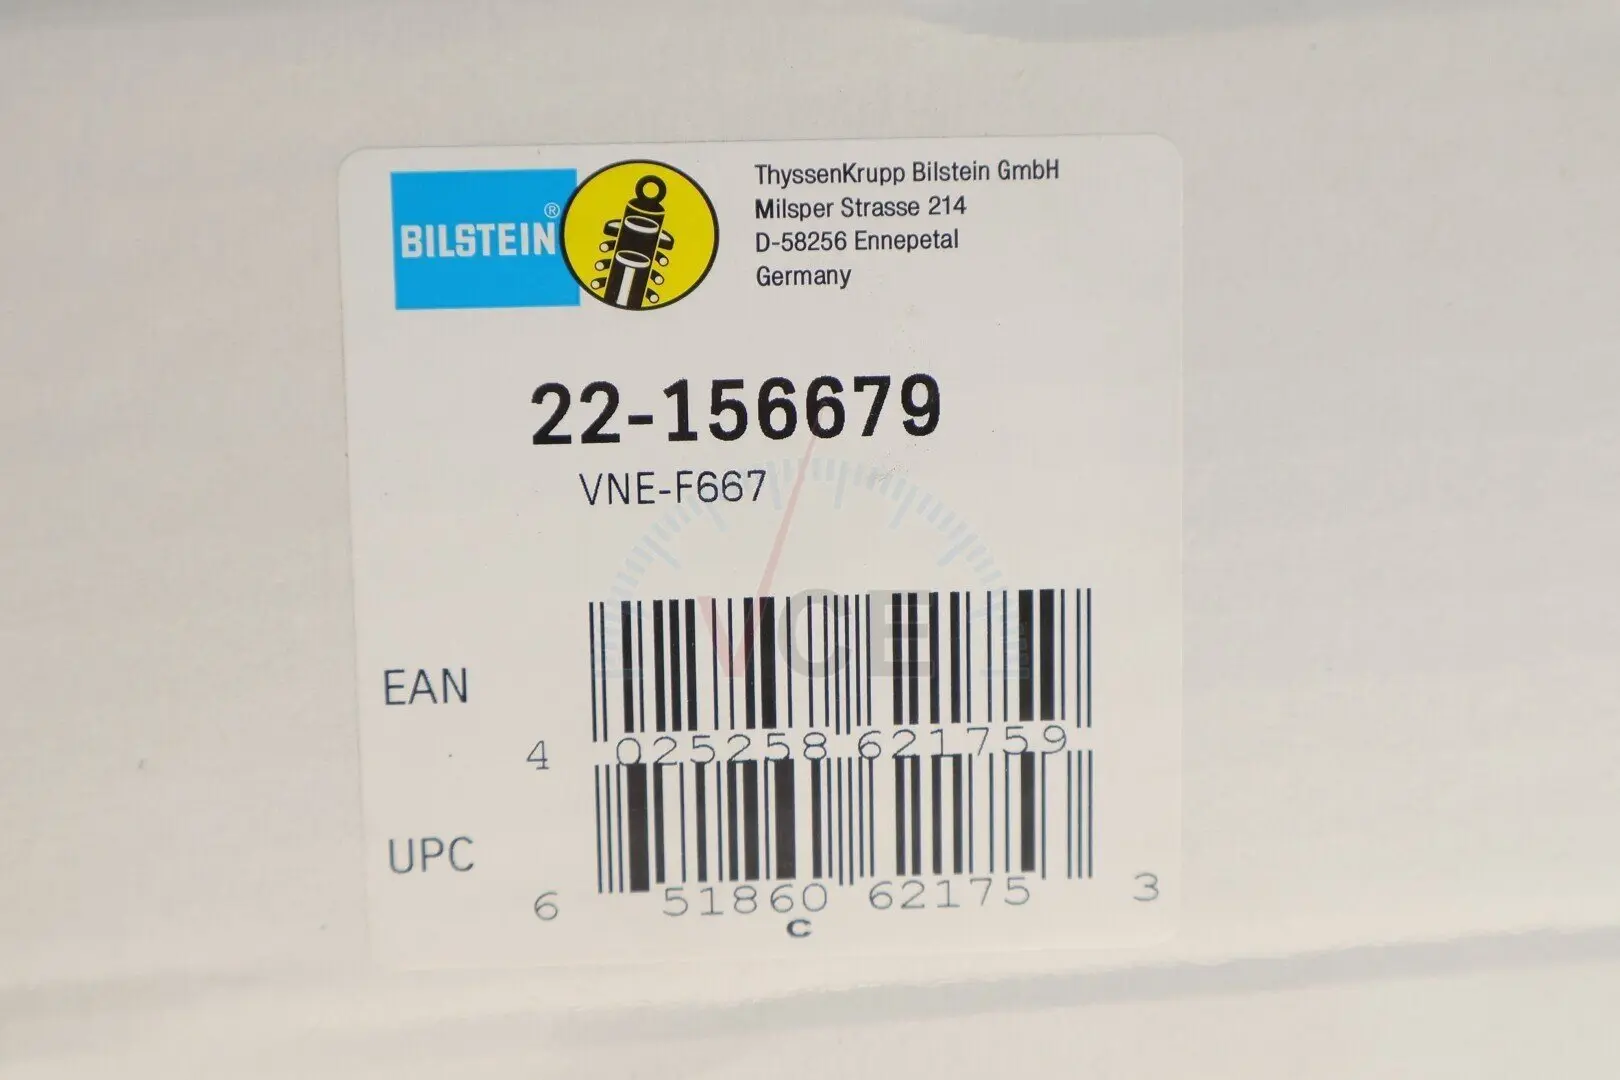 BILSTEIN®
ThyssenKrupp Bilstein GmbH
Milsper Strasse 214
D-58256 Ennepetal
Germany
22-156679
VNE-F667
VCE
EAN
4 025258 621759
UPC
6 51860 62175 3
C